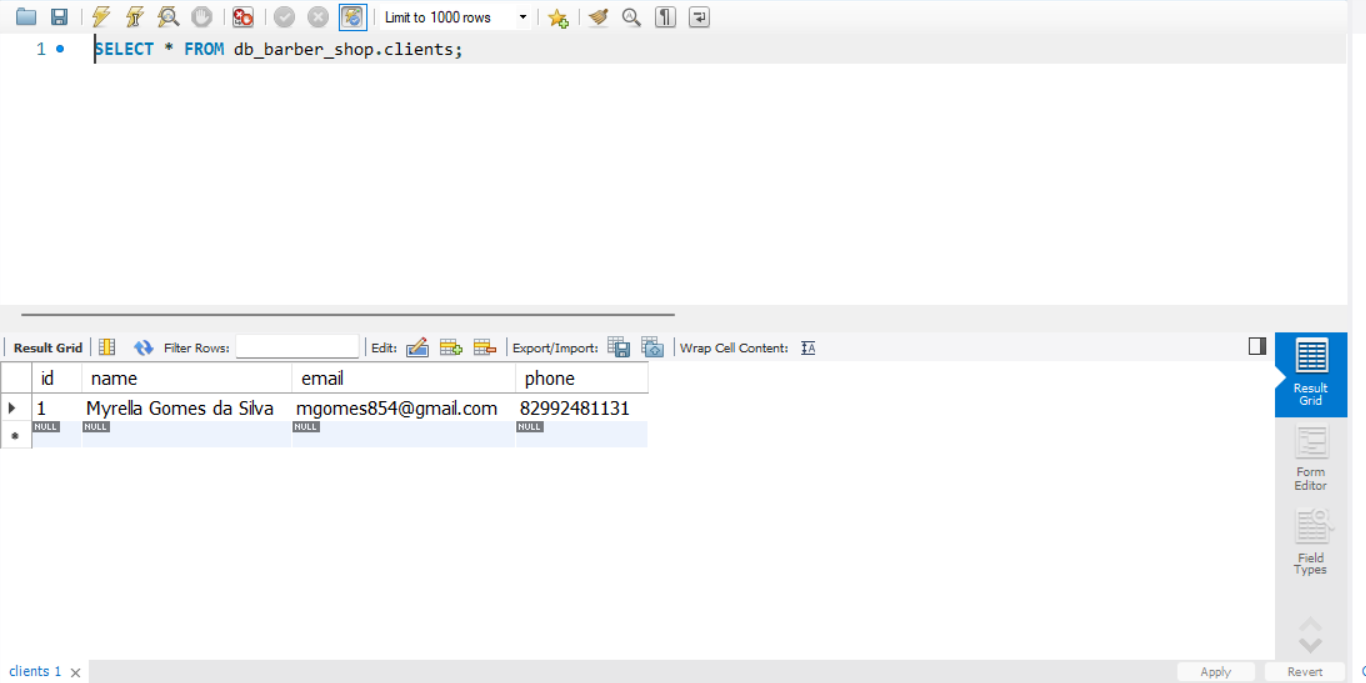 Limit to 1000 rows
1 SELECT * FROM db_barber_shop.clients;
Result Grid Filter Rows: Edit: Export/Import: Wrap Cell Content:
id name email phone
1 Myrella Gomes da Silva mgomes854@gmail.com 82992481131
NULL NULL NULL NULL
Result
Grid
Form
Editor
Field
Types
clients 1 Apply Revert